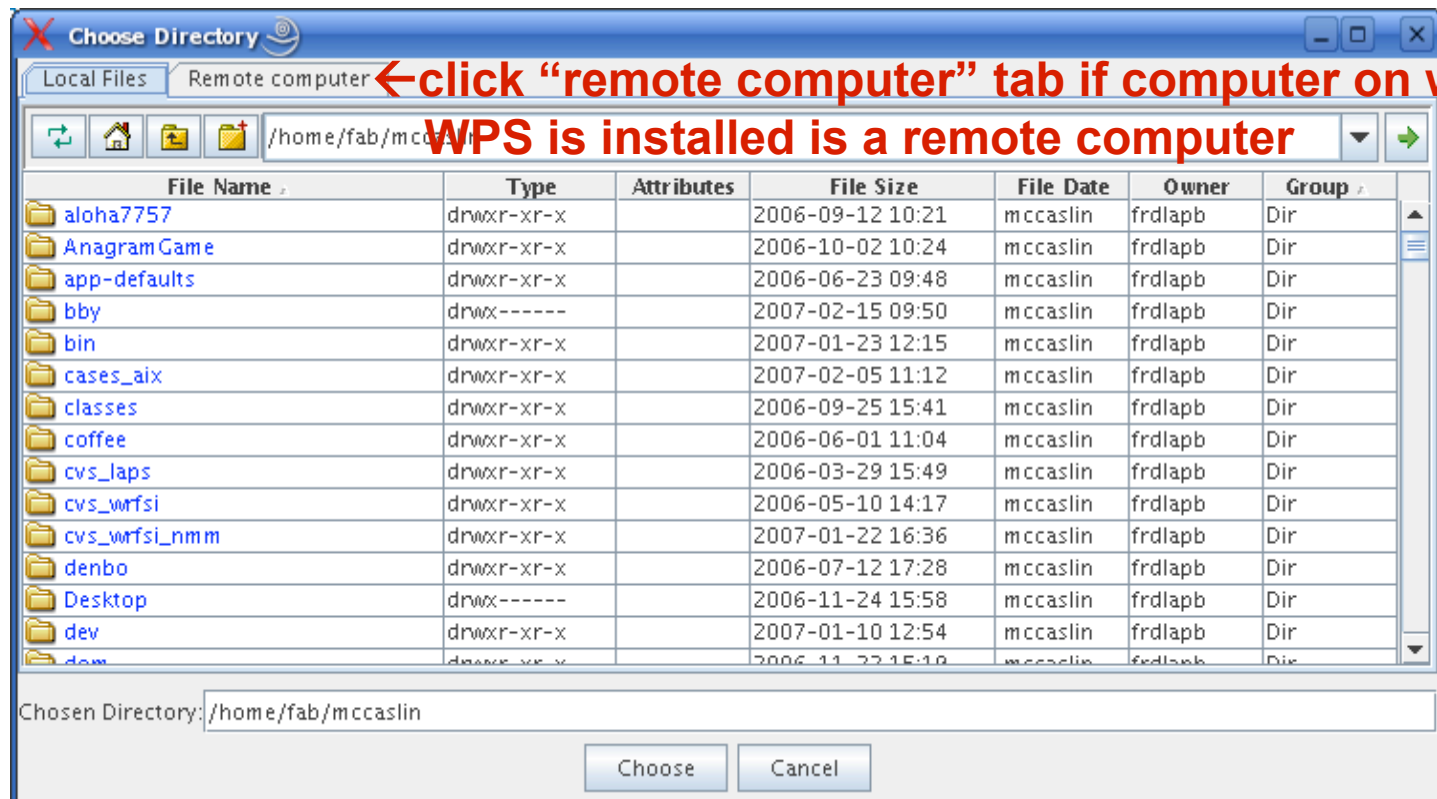 Choose Directory
Local Files Remote computer ←click “remote computer” tab if computer on
/home/fab/mccaslin WPS is installed is a remote computer
File Name Type Attributes File Size File Date Owner Group
aloha7757 drwxr-xr-x 2006-09-12 10:21 mccaslin frdlapb Dir
AnagramGame drwxr-xr-x 2006-10-02 10:24 mccaslin frdlapb Dir
app-defaults drwxr-xr-x 2006-06-23 09:48 mccaslin frdlapb Dir
bby drwx------ 2007-02-15 09:50 mccaslin frdlapb Dir
bin drwxr-xr-x 2007-01-23 12:15 mccaslin frdlapb Dir
cases_aix drwxr-xr-x 2007-02-05 11:12 mccaslin frdlapb Dir
classes drwxr-xr-x 2006-09-25 15:41 mccaslin frdlapb Dir
coffee drwxr-xr-x 2006-06-01 11:04 mccaslin frdlapb Dir
cvs_laps drwxr-xr-x 2006-03-29 15:49 mccaslin frdlapb Dir
cvs_wrfsi drwxr-xr-x 2006-05-10 14:17 mccaslin frdlapb Dir
cvs_wrfsi_nmm drwxr-xr-x 2007-01-22 16:36 mccaslin frdlapb Dir
denbo drwxr-xr-x 2006-07-12 17:28 mccaslin frdlapb Dir
Desktop drwx------ 2006-11-24 15:58 mccaslin frdlapb Dir
dev drwxr-xr-x 2007-01-10 12:54 mccaslin frdlapb Dir
drwxr-xr-x mccaslin frdlapb Dir
Chosen Directory: /home/fab/mccaslin
Choose Cancel